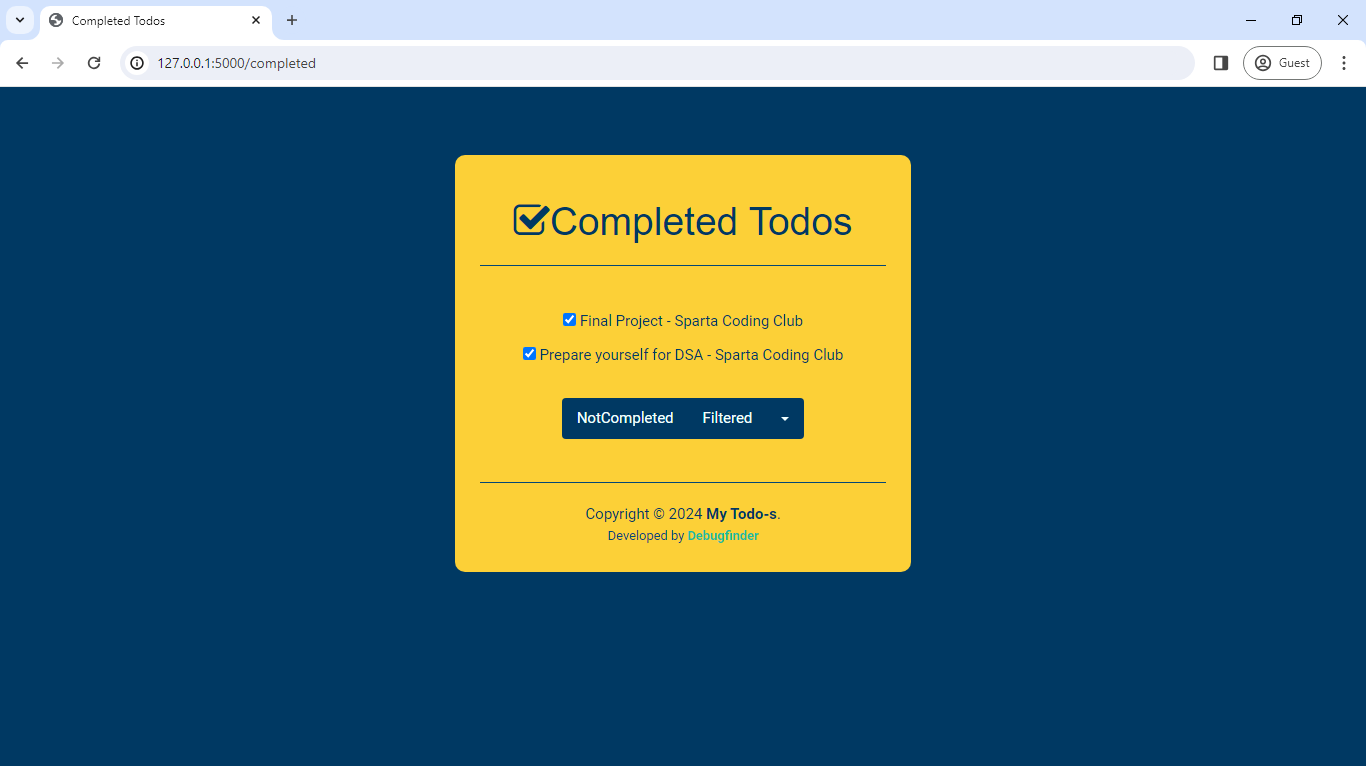 Completed Todos
127.0.0.1:5000/completed
Guest
Completed Todos
Final Project - Sparta Coding Club
Prepare yourself for DSA - Sparta Coding Club
NotCompleted Filtered
Copyright © 2024 My Todo-s.
Developed by Debugfinder